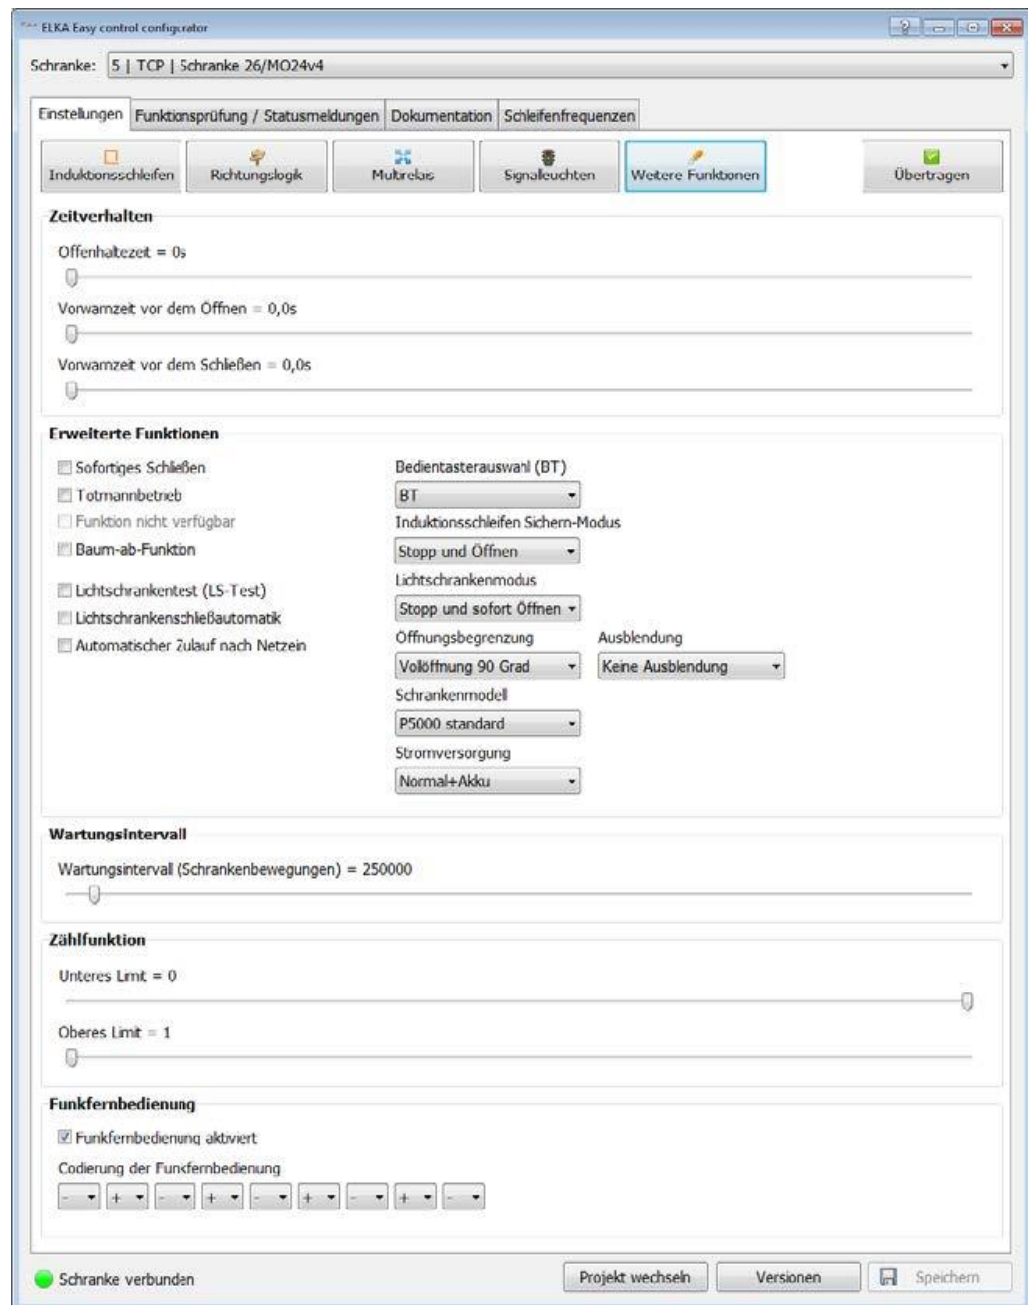 ELKA Easy control configurator
Schranke: 5 | TCP | Schranke 26/MO24v4
Einstellungen Funktionsprüfung / Statusmeldungen Dokumentation Schleifenfrequenzen
Induktionsschleifen Richtungslogik Multirelais Signalleuchten Weitere Funktionen Übertragen
Zeitverhalten
Offenhaltezeit = 0s
Vorwarnzeit vor dem Öffnen = 0,0s
Vorwarnzeit vor dem Schließen = 0,0s
Erweiterte Funktionen
Sofortiges Schließen
Totmannbetrieb
Funktion nicht verfügbar
Baum-ab-Funktion
Lichtschrankentest (LS-Test)
Lichtschrankenschließautomatik
Automatischer Zulauf nach Netzein
Bedientasterauswahl (BT)
BT
Induktionsschleifen Sichern-Modus
Stopp und Öffnen
Lichtschrankenmodus
Stopp und sofort Öffnen
Öffnungsbegrenzung Ausblendung
Vollöffnung 90 Grad Keine Ausblendung
Schrankenmodell
P5000 standard
Stromversorgung
Normal+Akku
Wartungsintervall
Wartungsintervall (Schrankenbewegungen) = 250000
Zählfunktion
Unteres Limit = 0
Oberes Limit = 1
Funkfernbedienung
Funkfernbedienung aktiviert
Codierung der Funkfernbedienung
- + - + - + - + -
Schranke verbunden Projekt wechseln Versionen Speichern